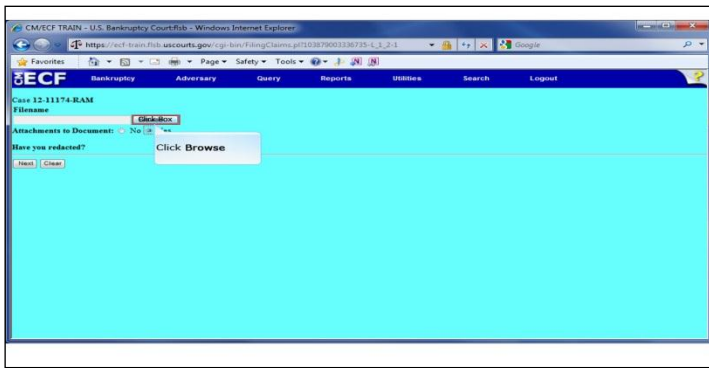 CM/ECF TRAIN - U.S. Bankruptcy Court:flsb - Windows Internet Explorer
https://ecf-train.flsb.uscourts.gov/cgi-bin/FilingClaims.pl?103879003336735-L_1_2-1 Google
Favorites Page Safety Tools
ECF Bankruptcy Adversary Query Reports Utilities Search Logout ?
Case 12-11174-RAM
Filename
Click Box
Attachments to Document: No Yes
Click Browse
Have you redacted?
Next Clear